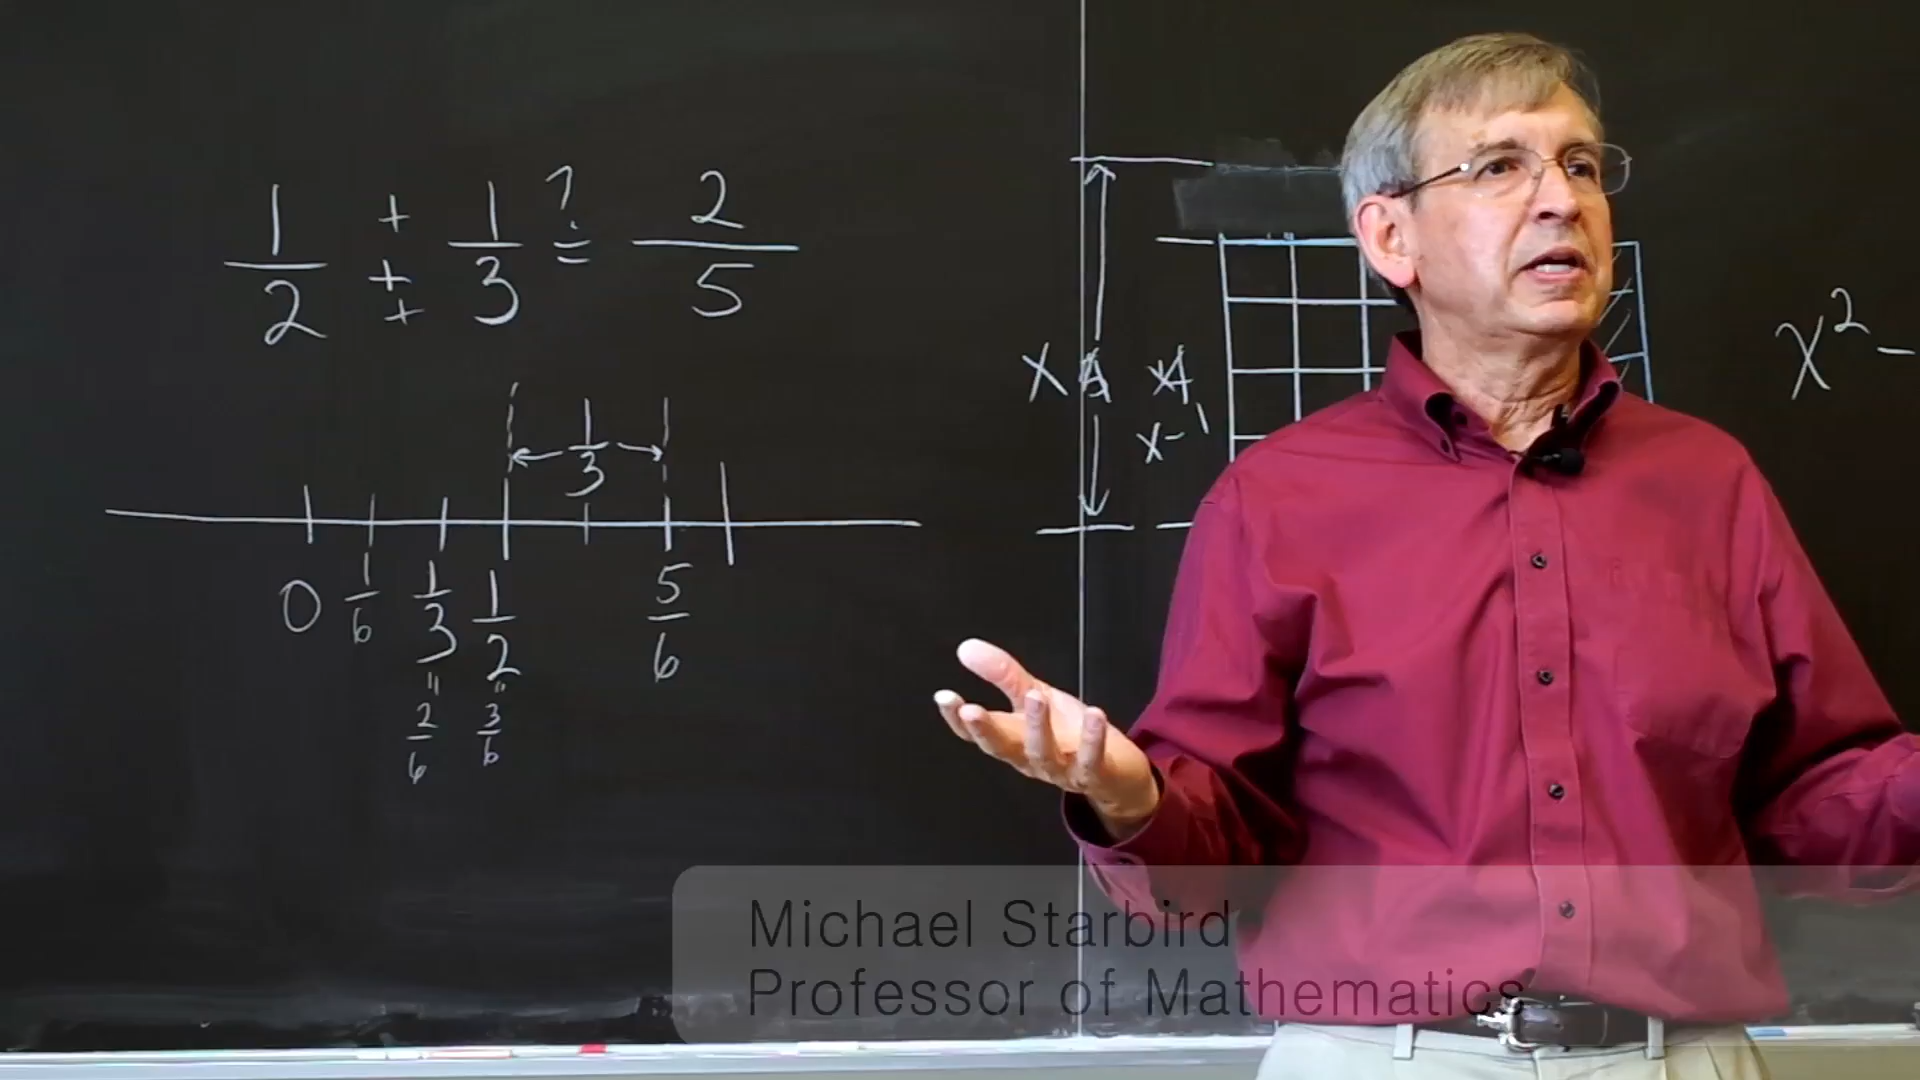 1/2 + 1/3 ?= 2/5
+
+
1/3
0 1/6 1/3 1/2 5/6
" "
2/6 3/6
x
x-1
x² -
Michael Starbird
Professor of Mathematics